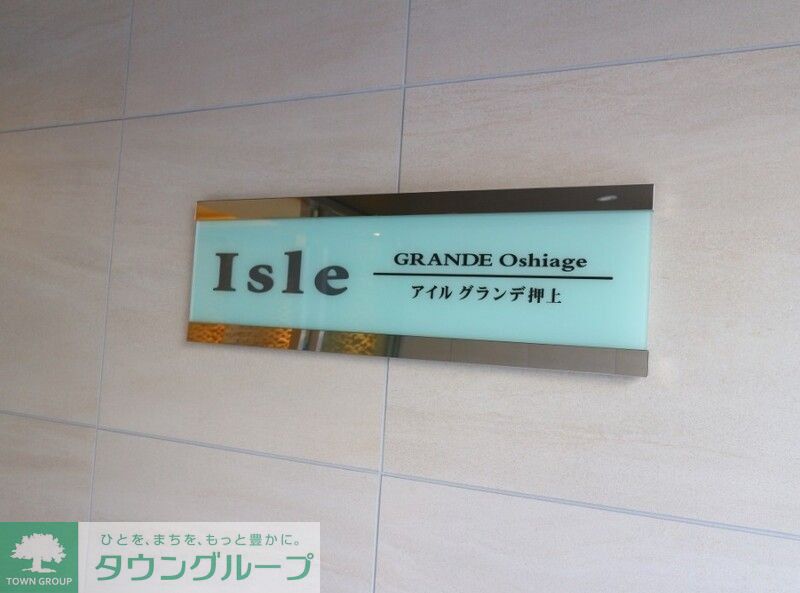 Isle
GRANDE Oshiage
アイル グランデ押上
ひとを、まちを、もっと豊かに。
タウングループ
TOWN GROUP